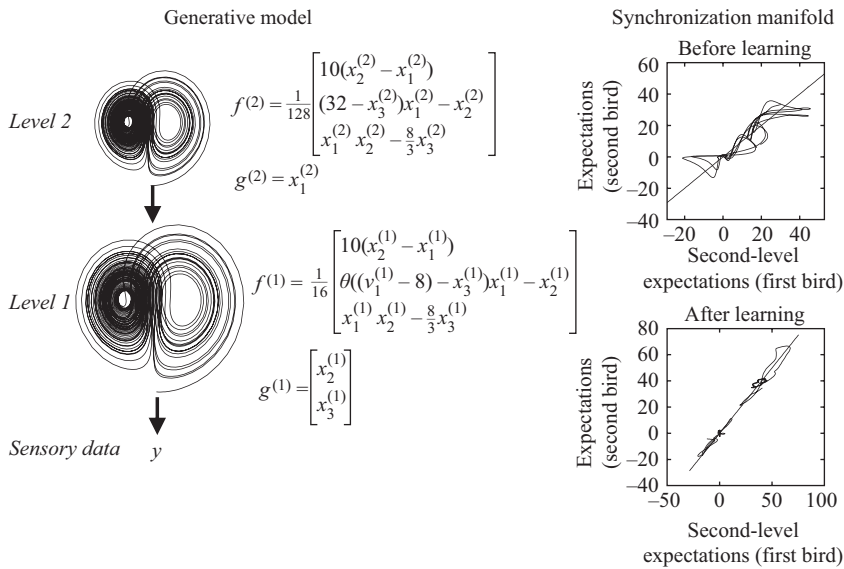 Generative model
Level 2
f^(2) = 1/128 [ 10(x_2^(2) − x_1^(2))
(32 − x_3^(2))x_1^(2) − x_2^(2)
x_1^(2) x_2^(2) − 8/3 x_3^(2) ]
g^(2) = x_1^(2)
Level 1
f^(1) = 1/16 [ 10(x_2^(1) − x_1^(1))
θ((v_1^(1) − 8) − x_3^(1))x_1^(1) − x_2^(1)
x_1^(1) x_2^(1) − 8/3 x_3^(1) ]
g^(1) = [ x_2^(1)
x_3^(1) ]
Sensory data y
Synchronization manifold
Before learning
Expectations
(second bird)
60
40
20
0
−20
−40
−20 0 20 40
Second-level
expectations (first bird)
After learning
Expectations
(second bird)
80
60
40
20
0
−20
−40
−50 0 50 100
Second-level
expectations (first bird)